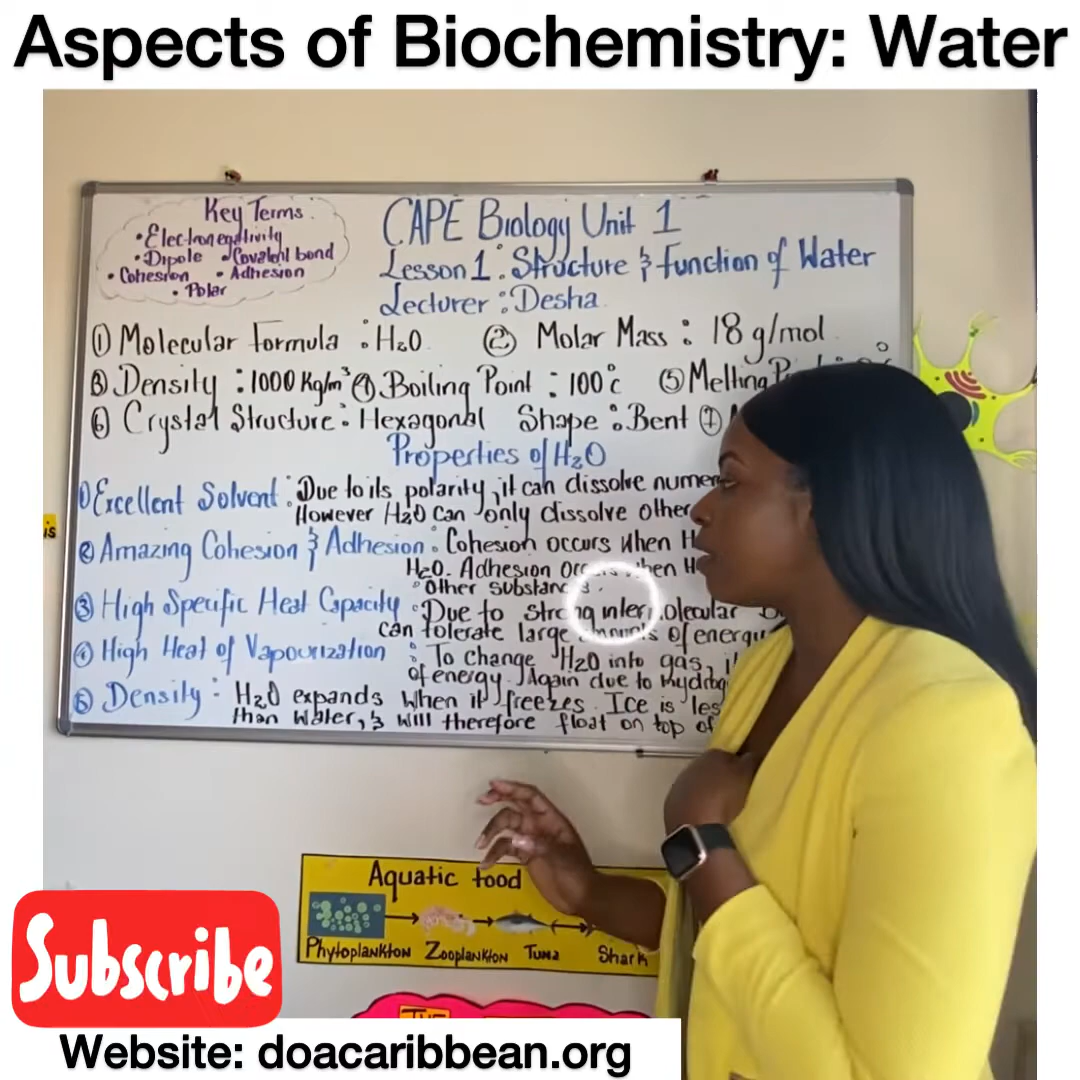 Aspects of Biochemistry: Water
Key Terms:
• Electronegativity
• Dipole • Covalent bond
• Cohesion • Adhesion
• Polar
CAPE Biology Unit 1
Lesson 1: Structure & Function of Water
Lecturer: Desha
① Molecular Formula: H₂O ② Molar Mass: 18 g/mol
③ Density: 1000 Kg/m³ ④ Boiling Point: 100°c ⑤ Melting
⑥ Crystal Structure: Hexagonal Shape: Bent ⑦
Properties of H₂O
① Excellent Solvent: Due to its polarity, it can dissolve
However H₂O can only dissolve other
② Amazing Cohesion & Adhesion: Cohesion occurs when
H₂O. Adhesion when
other
③ High Specific Heat Capacity: Due to strong intermolecular
can tolerate large amounts of
④ High Heat of Vapourization: To change H₂O into gas,
of energy. Again due to
⑤ Density: H₂O expands when it freezes. Ice is
than water, & will therefore float on top of
is
Aquatic food
Phytoplankton Zooplankton Tuna Shark
THE
Subscribe
Website: doacaribbean.org